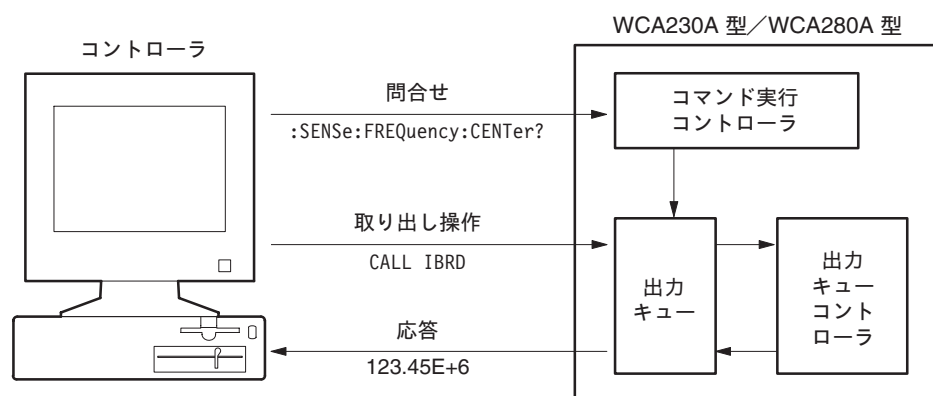 WCA230A 型／WCA280A 型
コントローラ
問合せ
:SENSe:FREQuency:CENTer?
コマンド実行
コントローラ
取り出し操作
CALL IBRD
出力
キュー
出力
キュー
コント
ローラ
応答
123.45E+6